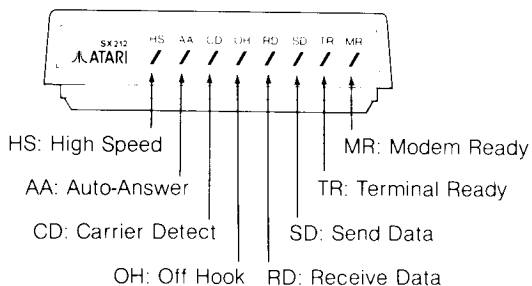 SX212
ATARI
HS AA CD OH RD SD TR MR
HS: High Speed
MR: Modem Ready
AA: Auto-Answer
TR: Terminal Ready
CD: Carrier Detect
SD: Send Data
OH: Off Hook
RD: Receive Data